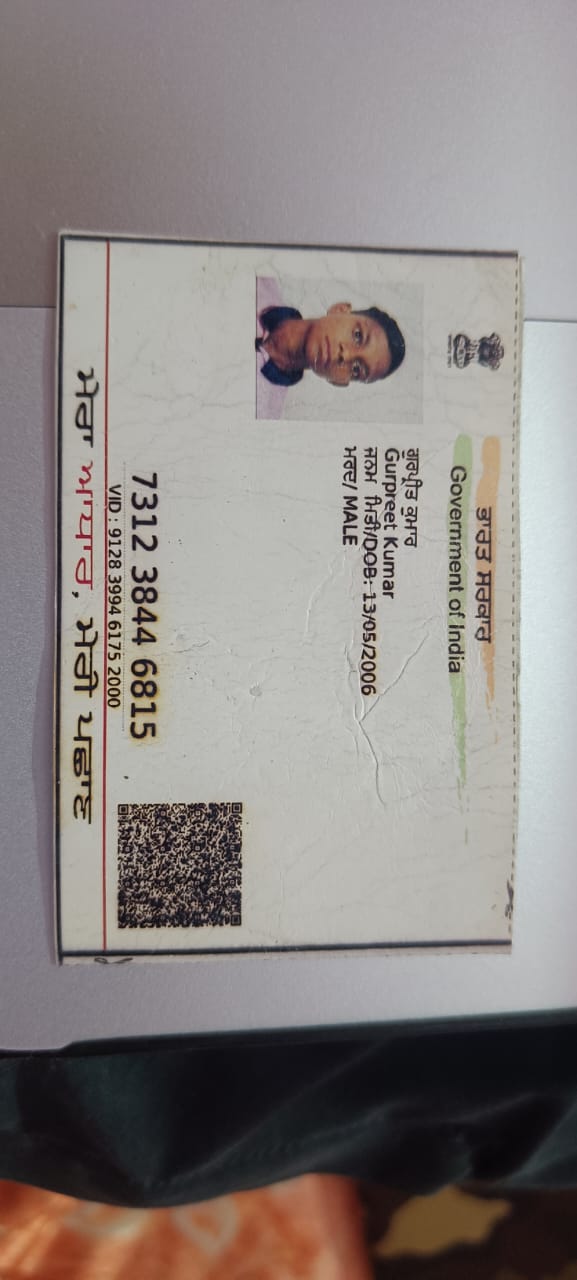 ਭਾਰਤ ਸਰਕਾਰ
Government of India
ਗੁਰਪ੍ਰੀਤ ਕੁਮਾਰ
Gurpreet Kumar
ਜਨਮ ਮਿਤੀ/DOB: 13/05/2006
ਮਰਦ/ MALE
7312 3844 6815
VID : 9128 3994 6175 2000
ਮੇਰਾ ਆਧਾਰ, ਮੇਰੀ ਪਛਾਣ